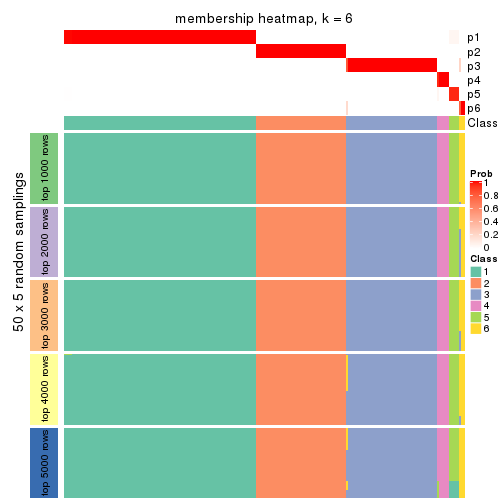 membership heatmap, k = 6
p1
p2
p3
p4
p5
p6
Class
50 x 5 random samplings
top 1000 rows
top 2000 rows
top 3000 rows
top 4000 rows
top 5000 rows
Prob
1
0.8
0.6
0.4
0.2
0
Class
1
2
3
4
5
6